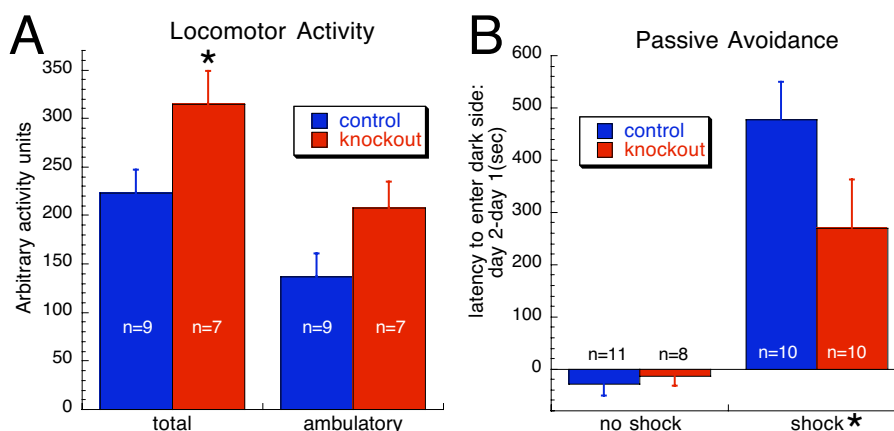 A
Locomotor Activity
Arbitrary activity units
350
300
250
200
150
100
50
0
*
control
knockout
n=9
n=7
n=9
n=7
total
ambulatory
B
Passive Avoidance
latency to enter dark side:
day 2-day 1(sec)
600
500
400
300
200
100
0
control
knockout
n=11
n=8
n=10
n=10
no shock
shock*